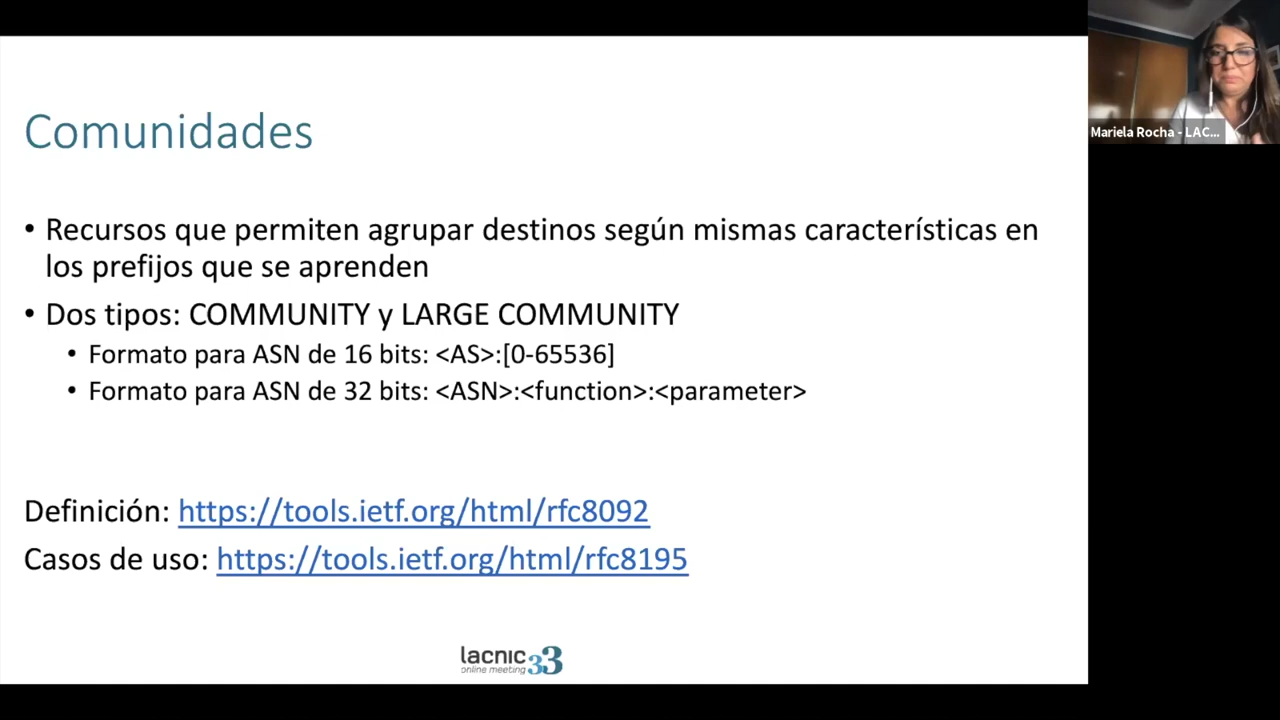 Comunidades
• Recursos que permiten agrupar destinos según mismas características en
los prefijos que se aprenden
• Dos tipos: COMMUNITY y LARGE COMMUNITY
• Formato para ASN de 16 bits: <AS>:[0-65536]
• Formato para ASN de 32 bits: <ASN>:<function>:<parameter>
Definición: https://tools.ietf.org/html/rfc8092
Casos de uso: https://tools.ietf.org/html/rfc8195
lacnic 33
online meeting
Mariela Rocha - LAC...